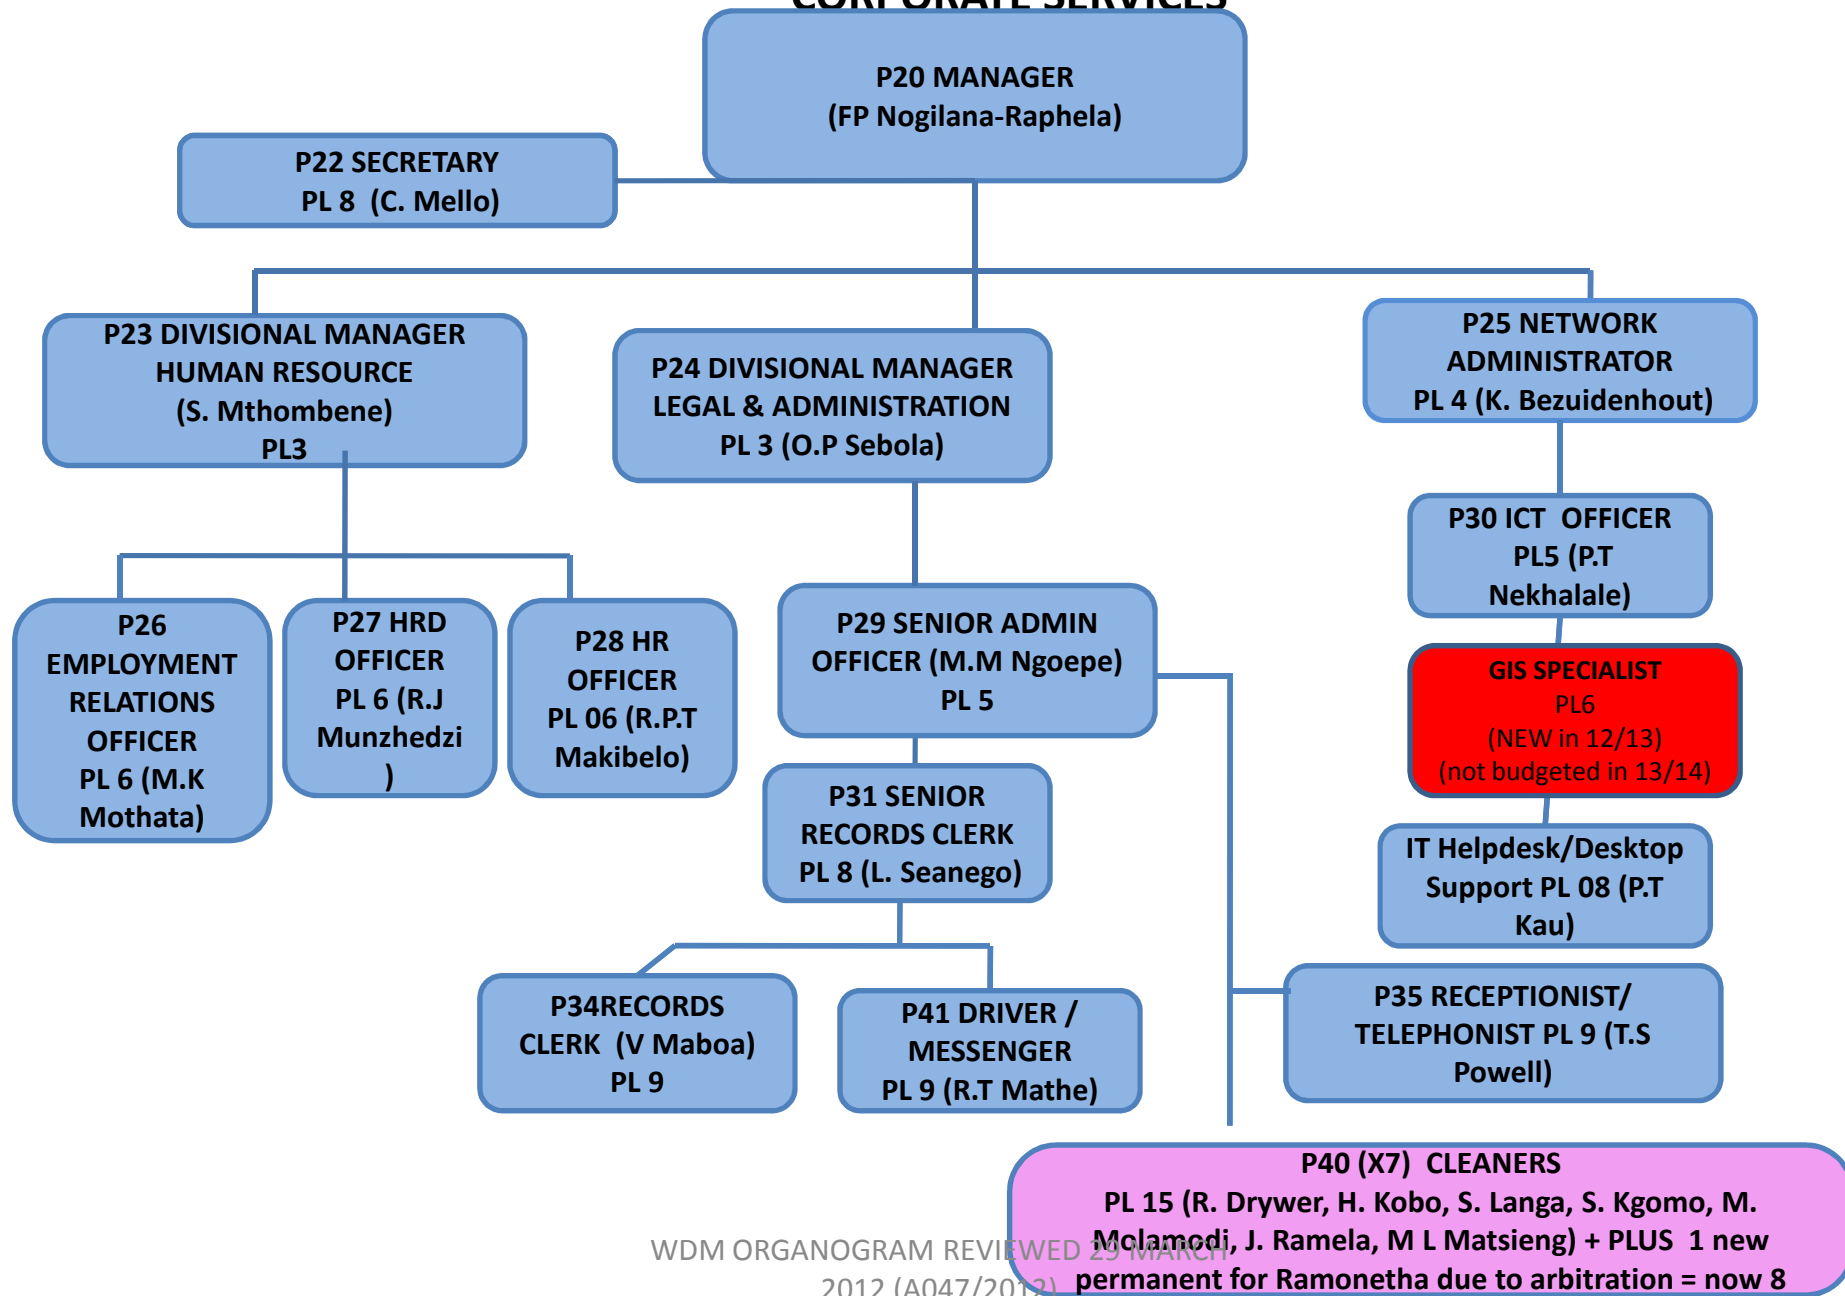 CORPORATE SERVICES
P20 MANAGER
(FP Nogilana-Raphela)
P22 SECRETARY
PL 8 (C. Mello)
P23 DIVISIONAL MANAGER
HUMAN RESOURCE
(S. Mthombene)
PL3
P24 DIVISIONAL MANAGER
LEGAL & ADMINISTRATION
PL 3 (O.P Sebola)
P25 NETWORK
ADMINISTRATOR
PL 4 (K. Bezuidenhout)
P30 ICT OFFICER
PL5 (P.T
Nekhalale)
P26
EMPLOYMENT
RELATIONS
OFFICER
PL 6 (M.K
Mothata)
P27 HRD
OFFICER
PL 6 (R.J
Munzhedzi
)
P28 HR
OFFICER
PL 06 (R.P.T
Makibelo)
P29 SENIOR ADMIN
OFFICER (M.M Ngoepe)
PL 5
GIS SPECIALIST
PL6
(NEW in 12/13)
(not budgeted in 13/14)
P31 SENIOR
RECORDS CLERK
PL 8 (L. Seanego)
IT Helpdesk/Desktop
Support PL 08 (P.T
Kau)
P34RECORDS
CLERK (V Maboa)
PL 9
P41 DRIVER /
MESSENGER
PL 9 (R.T Mathe)
P35 RECEPTIONIST/
TELEPHONIST PL 9 (T.S
Powell)
P40 (X7) CLEANERS
PL 15 (R. Drywer, H. Kobo, S. Langa, S. Kgomo, M.
Molamodi, J. Ramela, M L Matsieng) + PLUS 1 new
permanent for Ramonetha due to arbitration = now 8
WDM ORGANOGRAM REVIEWED 29 MARCH
2012 (A047/2012)